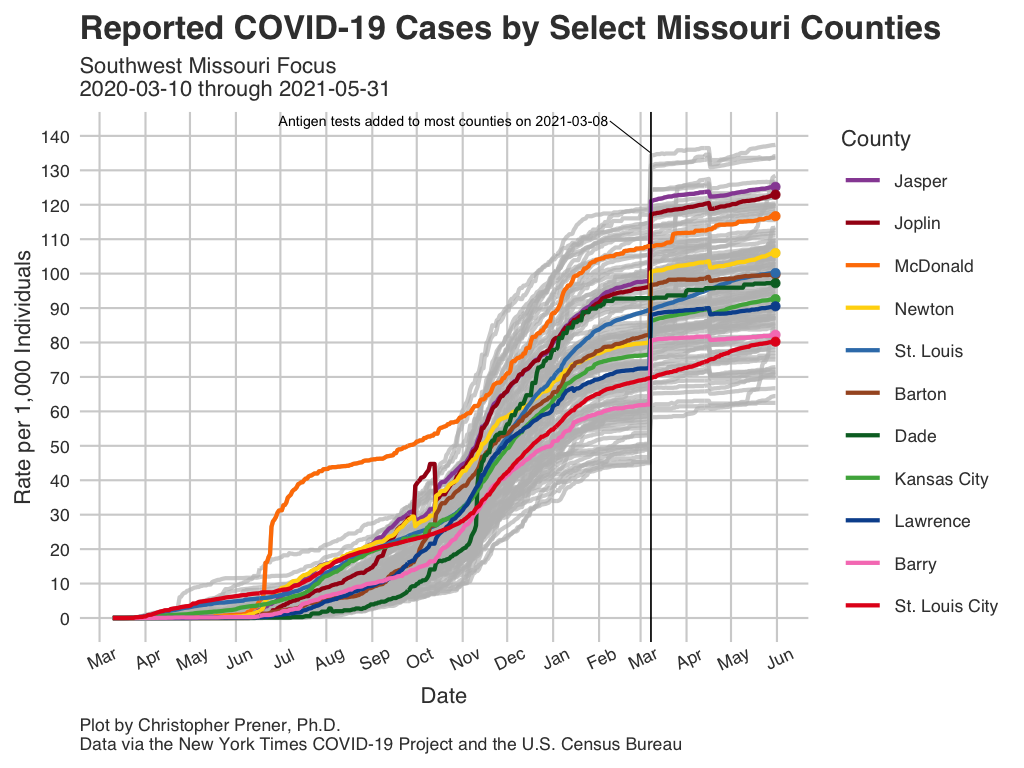 Reported COVID-19 Cases by Select Missouri Counties
Southwest Missouri Focus
2020-03-10 through 2021-05-31
Antigen tests added to most counties on 2021-03-08
140
130
120
110
100
90
80
70
60
50
40
30
20
10
0
Rate per 1,000 Individuals
Mar Apr May Jun Jul Aug Sep Oct Nov Dec Jan Feb Mar Apr May Jun
Date
County
Jasper
Joplin
McDonald
Newton
St. Louis
Barton
Dade
Kansas City
Lawrence
Barry
St. Louis City
Plot by Christopher Prener, Ph.D.
Data via the New York Times COVID-19 Project and the U.S. Census Bureau